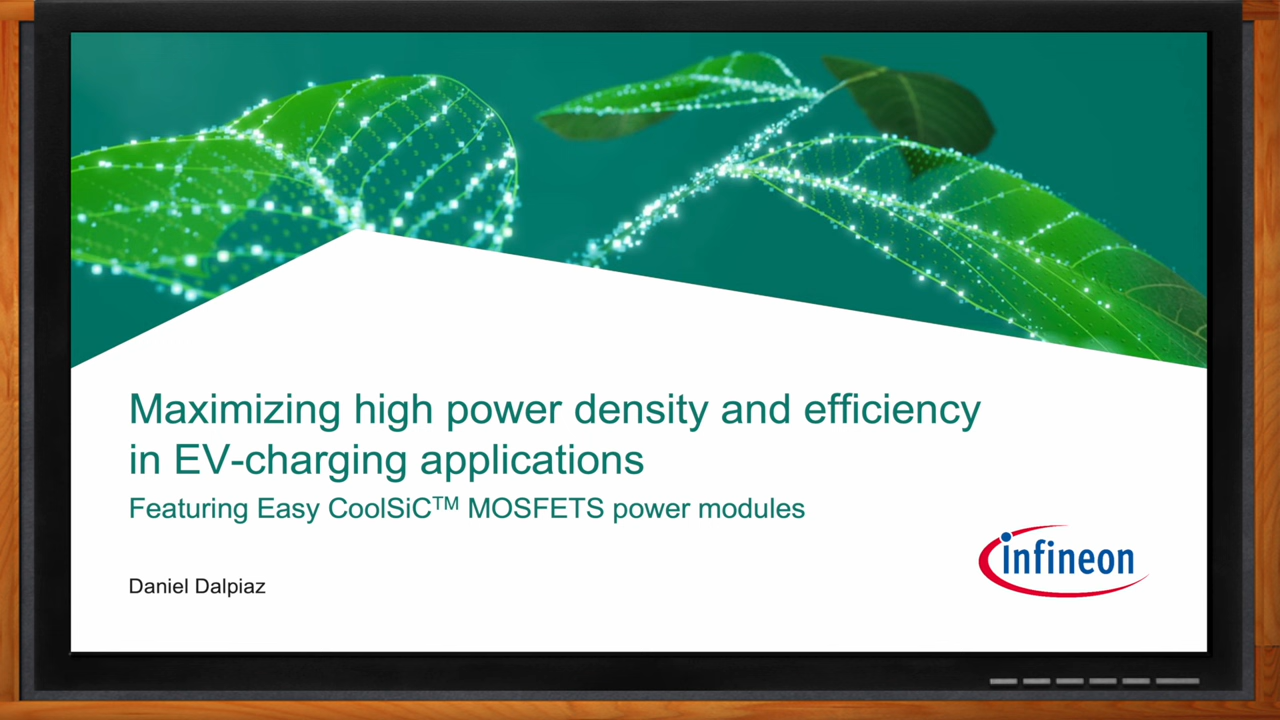 Maximizing high power density and efficiency
in EV-charging applications
Featuring Easy CoolSiC™ MOSFETS power modules
Daniel Dalpiaz
infineon